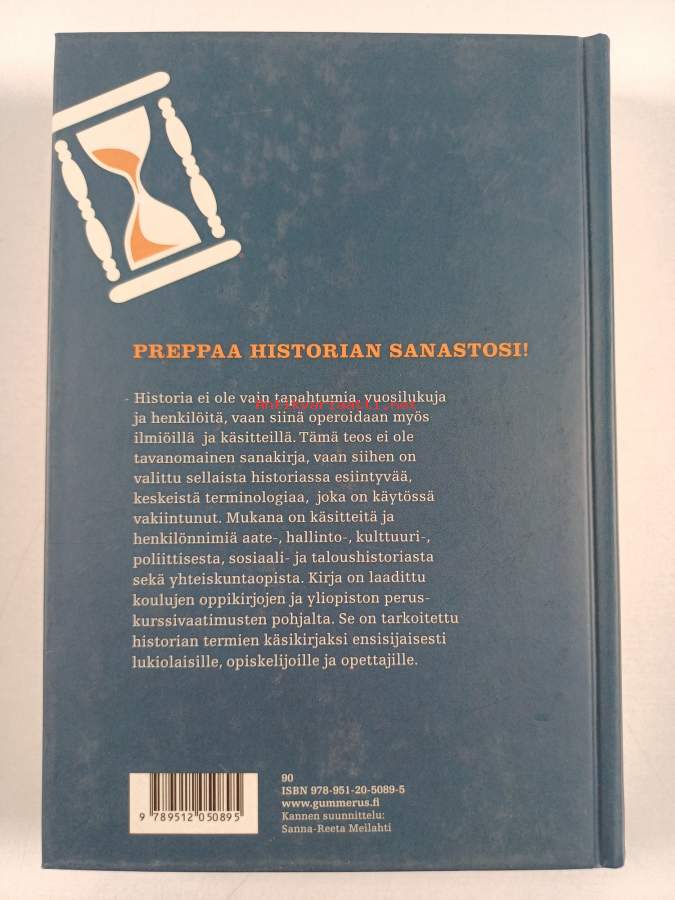 PREPPAA HISTORIAN SANASTOSI!
Historia ei ole vain tapahtumia, vuosilukuja
Antikvariaatti.net
ja henkilöitä, vaan siinä operoidaan myös
ilmiöillä ja käsitteillä. Tämä teos ei ole
tavanomainen sanakirja, vaan siihen on
valittu sellaista historiassa esiintyvää,
keskeistä terminologiaa, joka on käytössä
vakiintunut. Mukana on käsitteitä ja
henkilönnimiä aate-, hallinto-, kulttuuri-,
poliittisesta, sosiaali- ja taloushistoriasta
sekä yhteiskuntaopista. Kirja on laadittu
koulujen oppikirjojen ja yliopiston perus-
kurssivaatimusten pohjalta. Se on tarkoitettu
historian termien käsikirjaksi ensisijaisesti
lukiolaisille, opiskelijoille ja opettajille.
90
ISBN 978-951-20-5089-5
www.gummerus.fi
Kannen suunnittelu:
Sanna-Reeta Meilahti
9 789512 050895